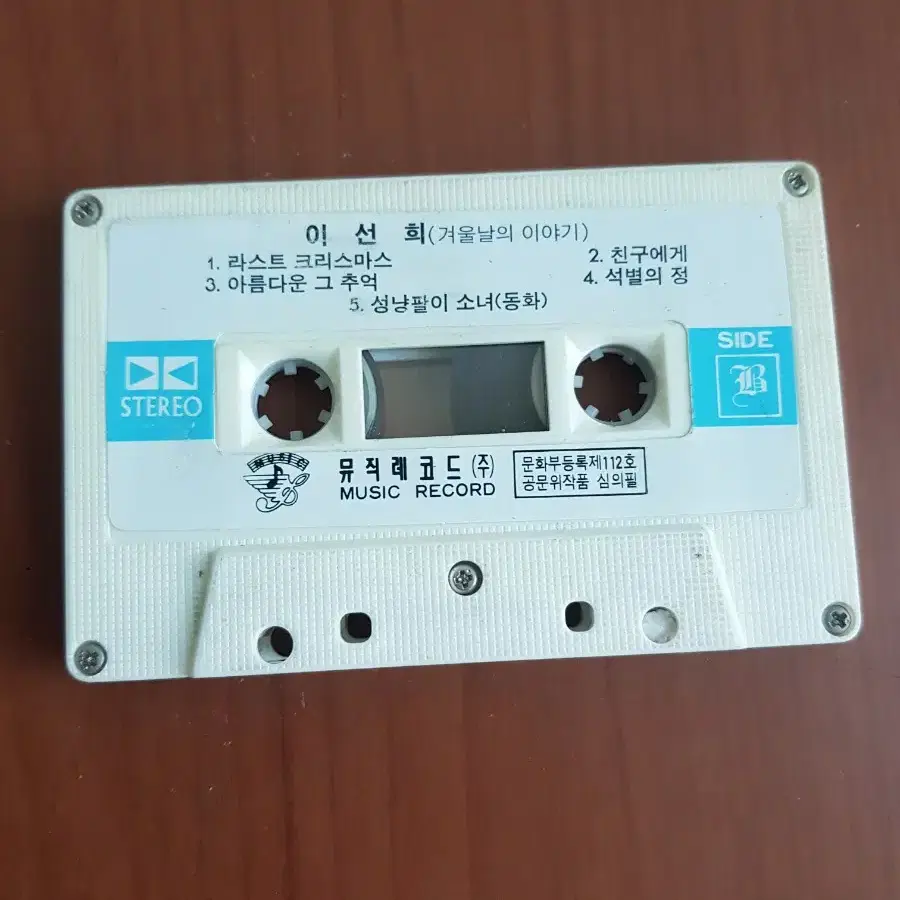 이 선 희(겨울날의 이야기)
1. 라스트 크리스마스 2. 친구에게
3. 아름다운 그 추억 4. 석별의 정
5. 성냥팔이 소녀(동화)
STEREO
SIDE
B
뮤직레코드(주)
MUSIC RECORD
문화부등록제112호
공문위작품 심의필